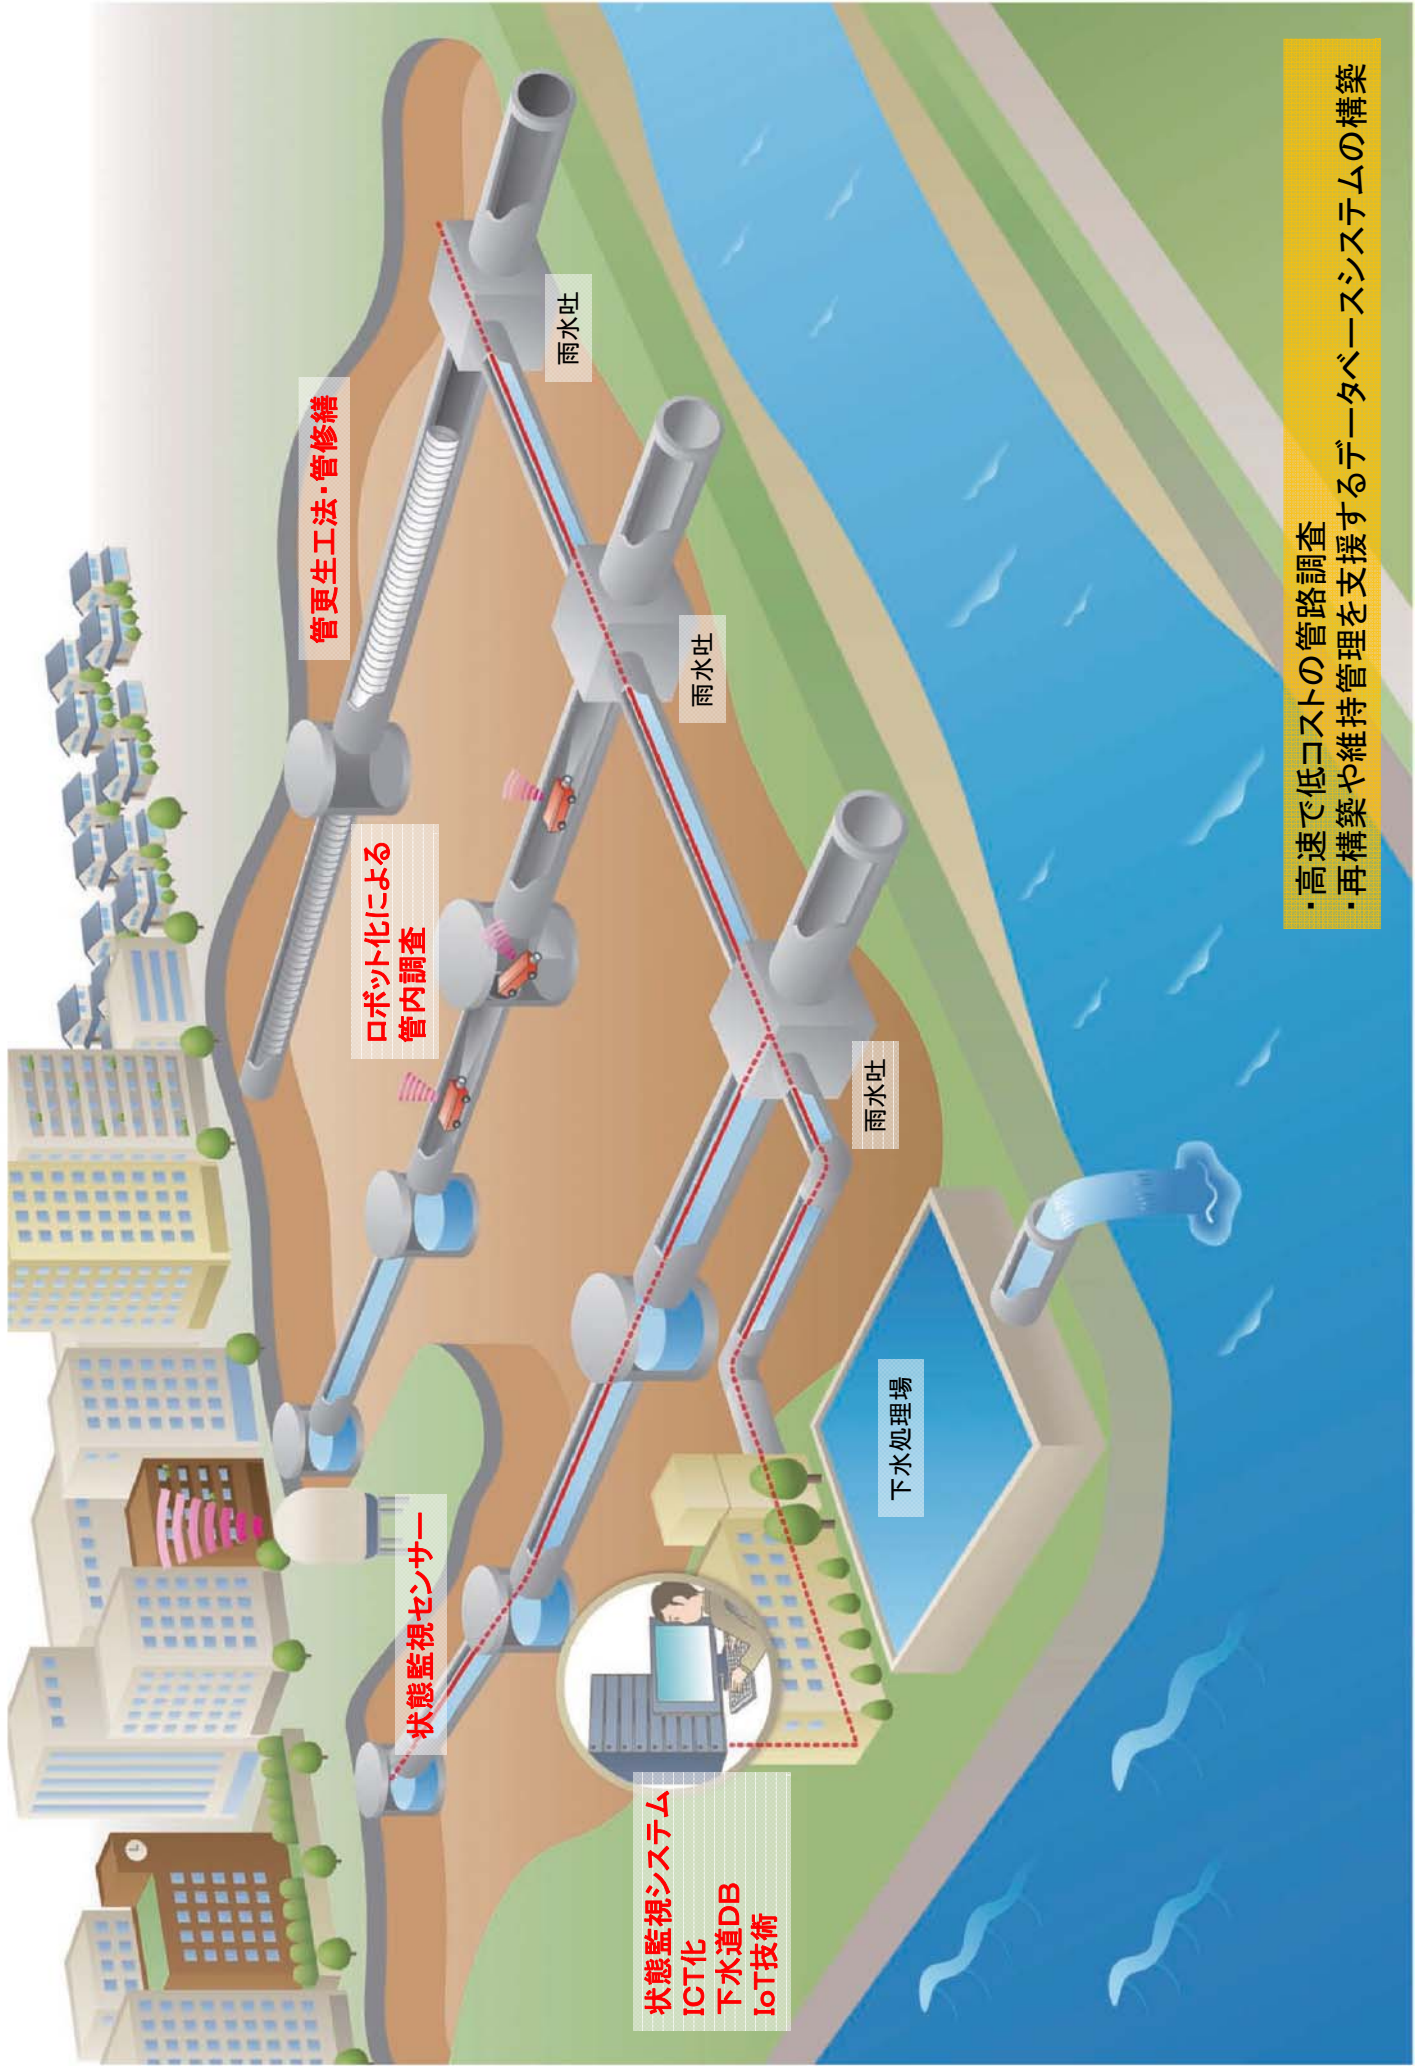 管更生工法・管修繕
雨水吐
ロボット化による
管内調査
雨水吐
雨水吐
状態監視センサー
状態監視システム
ICT化
下水道DB
IoT技術
下水処理場
・高速で低コストの管路調査
・再構築や維持管理を支援するデータベースシステムの構築